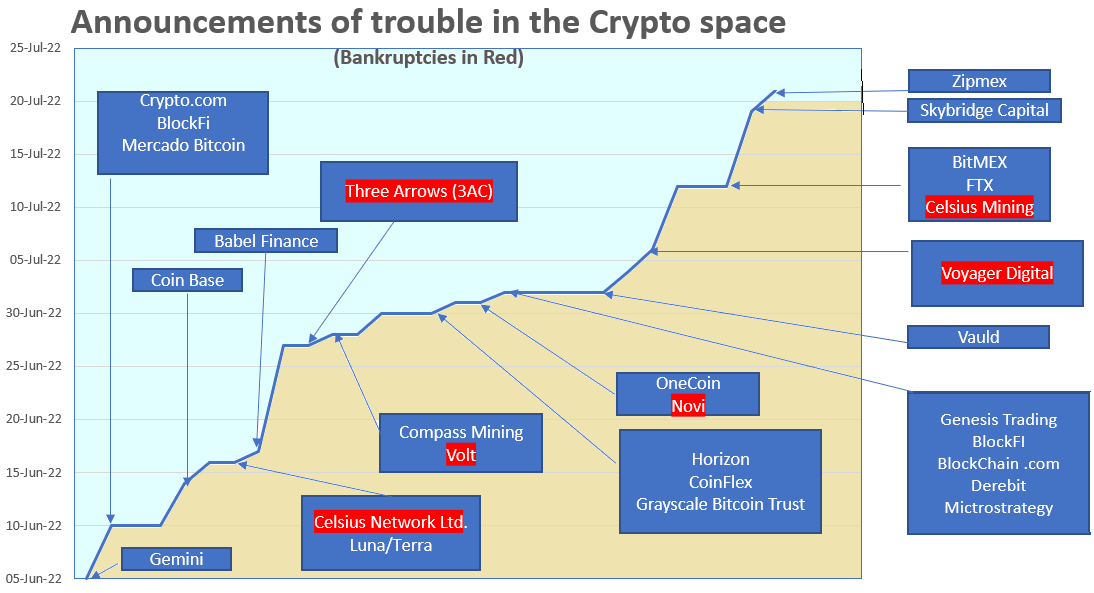 Announcements of trouble in the Crypto space
(Bankruptcies in Red)
25-Jul-22
20-Jul-22
15-Jul-22
10-Jul-22
05-Jul-22
30-Jun-22
25-Jun-22
20-Jun-22
15-Jun-22
10-Jun-22
05-Jun-22
Crypto.com
BlockFi
Mercado Bitcoin
Three Arrows (3AC)
Babel Finance
Coin Base
Gemini
Celsius Network Ltd.
Luna/Terra
Compass Mining
Volt
OneCoin
Novi
Horizon
CoinFlex
Grayscale Bitcoin Trust
Zipmex
Skybridge Capital
BitMEX
FTX
Celsius Mining
Voyager Digital
Vauld
Genesis Trading
BlockFI
BlockChain .com
Derebit
Mictrostrategy